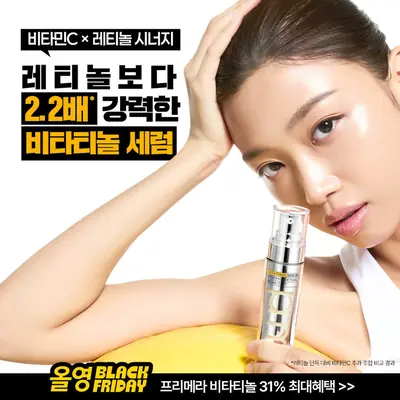 비타민C × 레티놀 시너지
레티놀보다
2.2배* 강력한
비타티놀 세럼
*레티놀 단독 대비 비타민C 추가 조합 비교 결과
올영 BLACK FRIDAY
프리메라 비타티놀 31% 최대혜택 >>